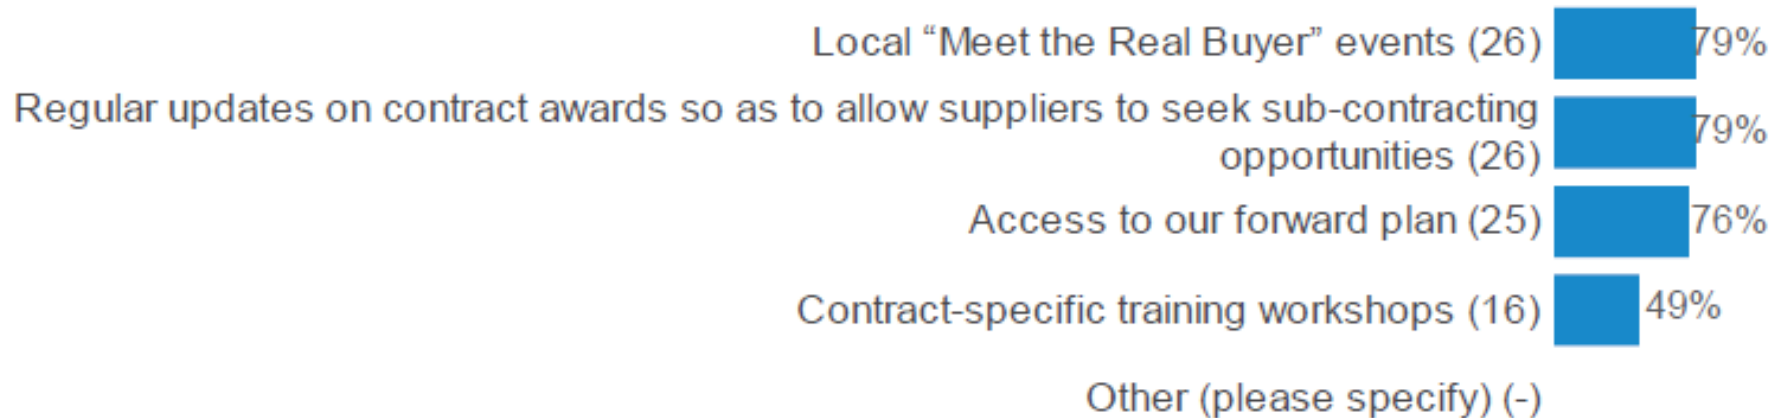 Local “Meet the Real Buyer” events (26) 79%
Regular updates on contract awards so as to allow suppliers to seek sub-contracting
opportunities (26) 79%
Access to our forward plan (25) 76%
Contract-specific training workshops (16) 49%
Other (please specify) (-)